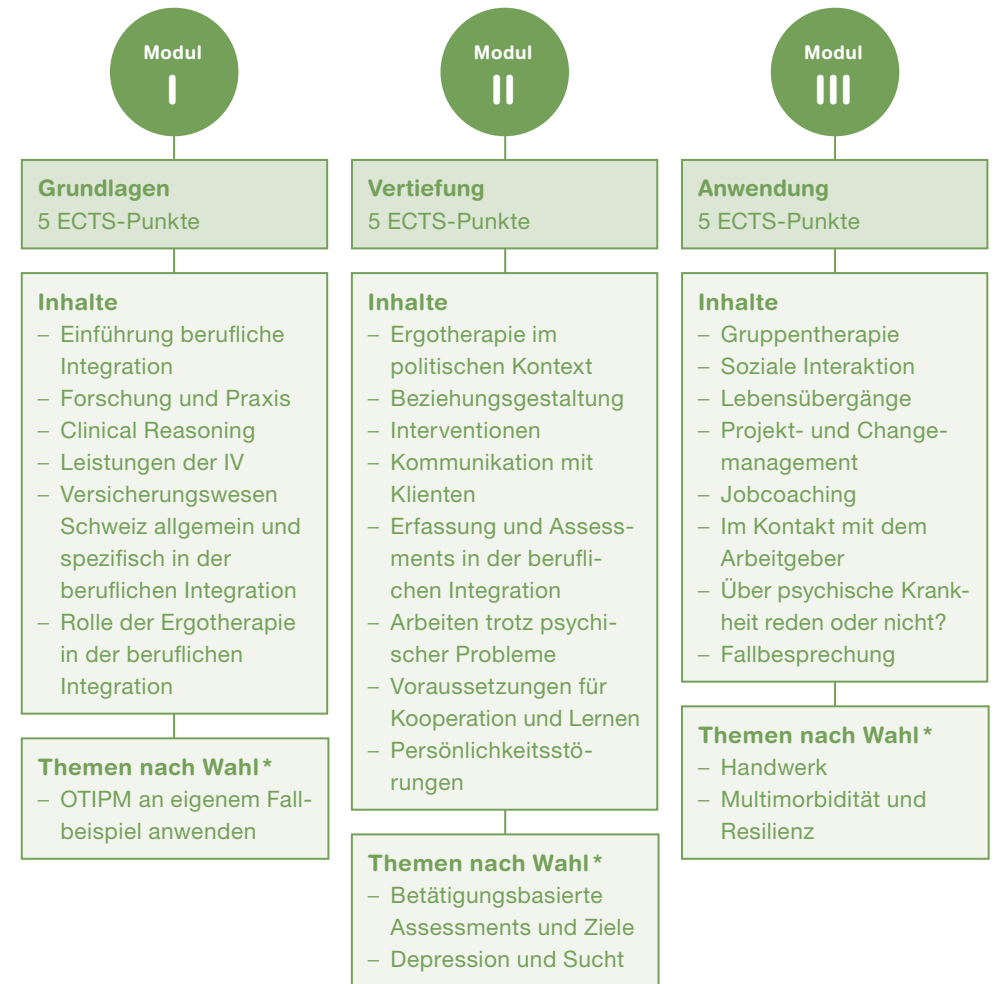 Modul
I
Grundlagen
5 ECTS-Punkte
Inhalte
– Einführung berufliche
Integration
– Forschung und Praxis
– Clinical Reasoning
– Leistungen der IV
– Versicherungswesen
Schweiz allgemein und
spezifisch in der
beruflichen Integration
– Rolle der Ergotherapie
in der beruflichen
Integration
Themen nach Wahl*
– OTIPM an eigenem Fall-
beispiel anwenden
Modul
II
Vertiefung
5 ECTS-Punkte
Inhalte
– Ergotherapie im
politischen Kontext
– Beziehungsgestaltung
– Interventionen
– Kommunikation mit
Klienten
– Erfassung und Assess-
ments in der berufli-
chen Integration
– Arbeiten trotz psychi-
scher Probleme
– Voraussetzungen für
Kooperation und Lernen
– Persönlichkeitsstö-
rungen
Themen nach Wahl*
– Betätigungsbasierte
Assessments und Ziele
– Depression und Sucht
Modul
III
Anwendung
5 ECTS-Punkte
Inhalte
– Gruppentherapie
– Soziale Interaktion
– Lebensübergänge
– Projekt- und Change-
management
– Jobcoaching
– Im Kontakt mit dem
Arbeitgeber
– Über psychische Krank-
heit reden oder nicht?
– Fallbesprechung
Themen nach Wahl*
– Handwerk
– Multimorbidität und
Resilienz